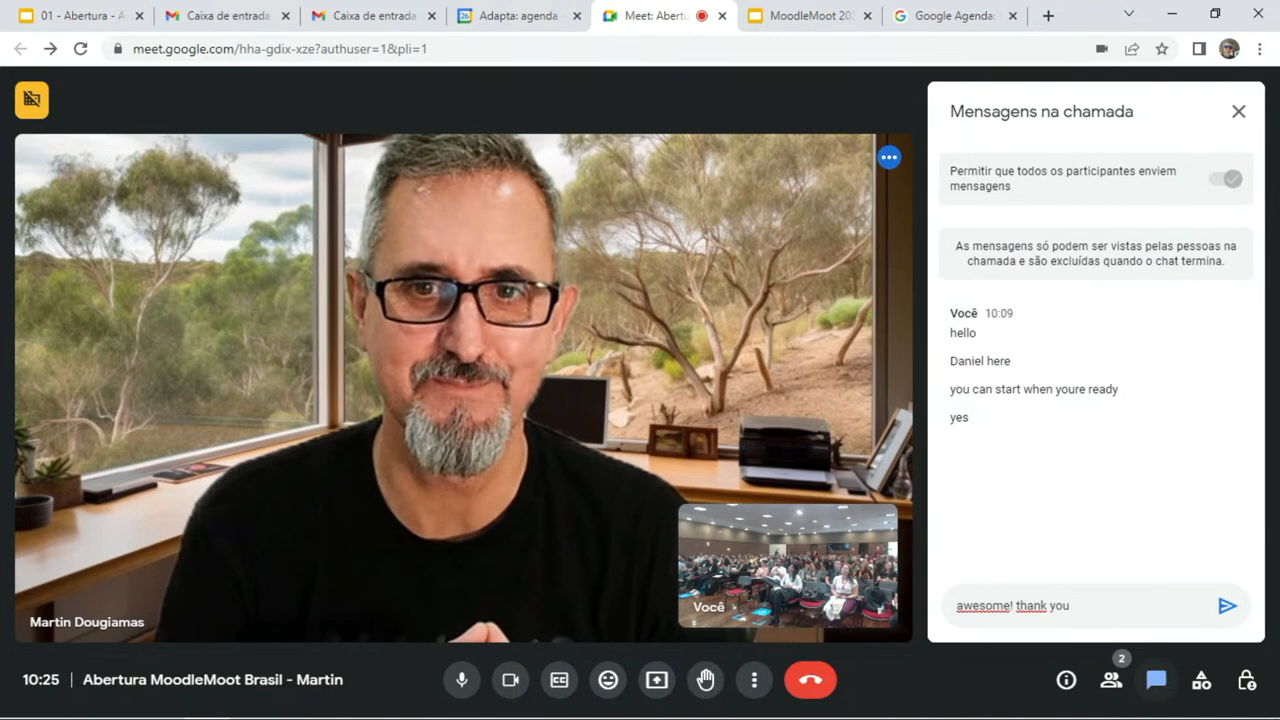 01 - Abertura - A
Caixa de entrada
Caixa de entrada
Adapta: agenda -
Meet: Abertu
MoodleMoot 202
Google Agenda:
meet.google.com/hha-gdix-xze?authuser=1&pli=1
Mensagens na chamada
Permitir que todos os participantes enviem
mensagens
As mensagens só podem ser vistas pelas pessoas na
chamada e são excluídas quando o chat termina.
Você 10:09
hello
Daniel here
you can start when youre ready
yes
awesome! thank you
Você
Martin Dougiamas
10:25 | Abertura MoodleMoot Brasil - Martin
2